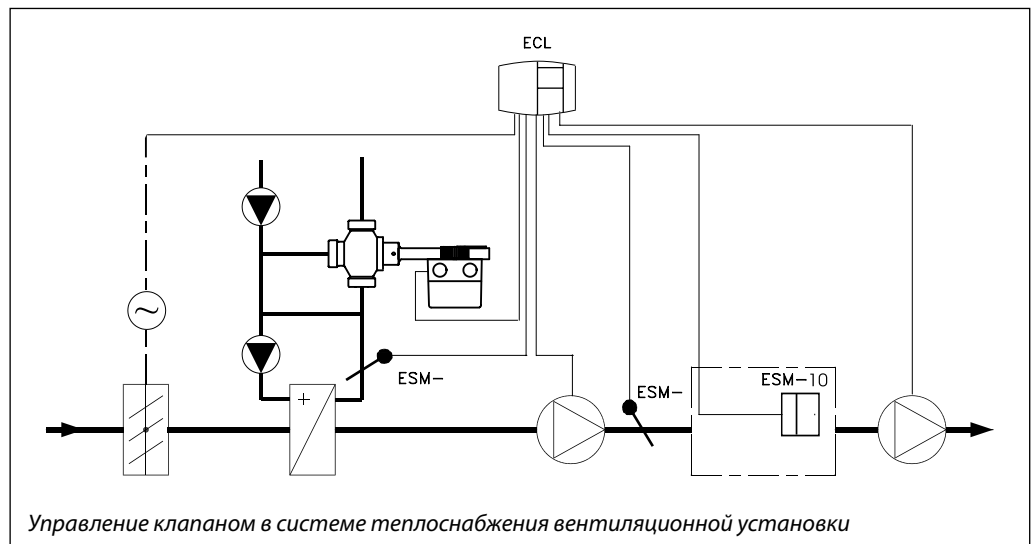 ECL
ESM-
ESM-
ESM-10
+
~
Управление клапаном в системе теплоснабжения вентиляционной установки